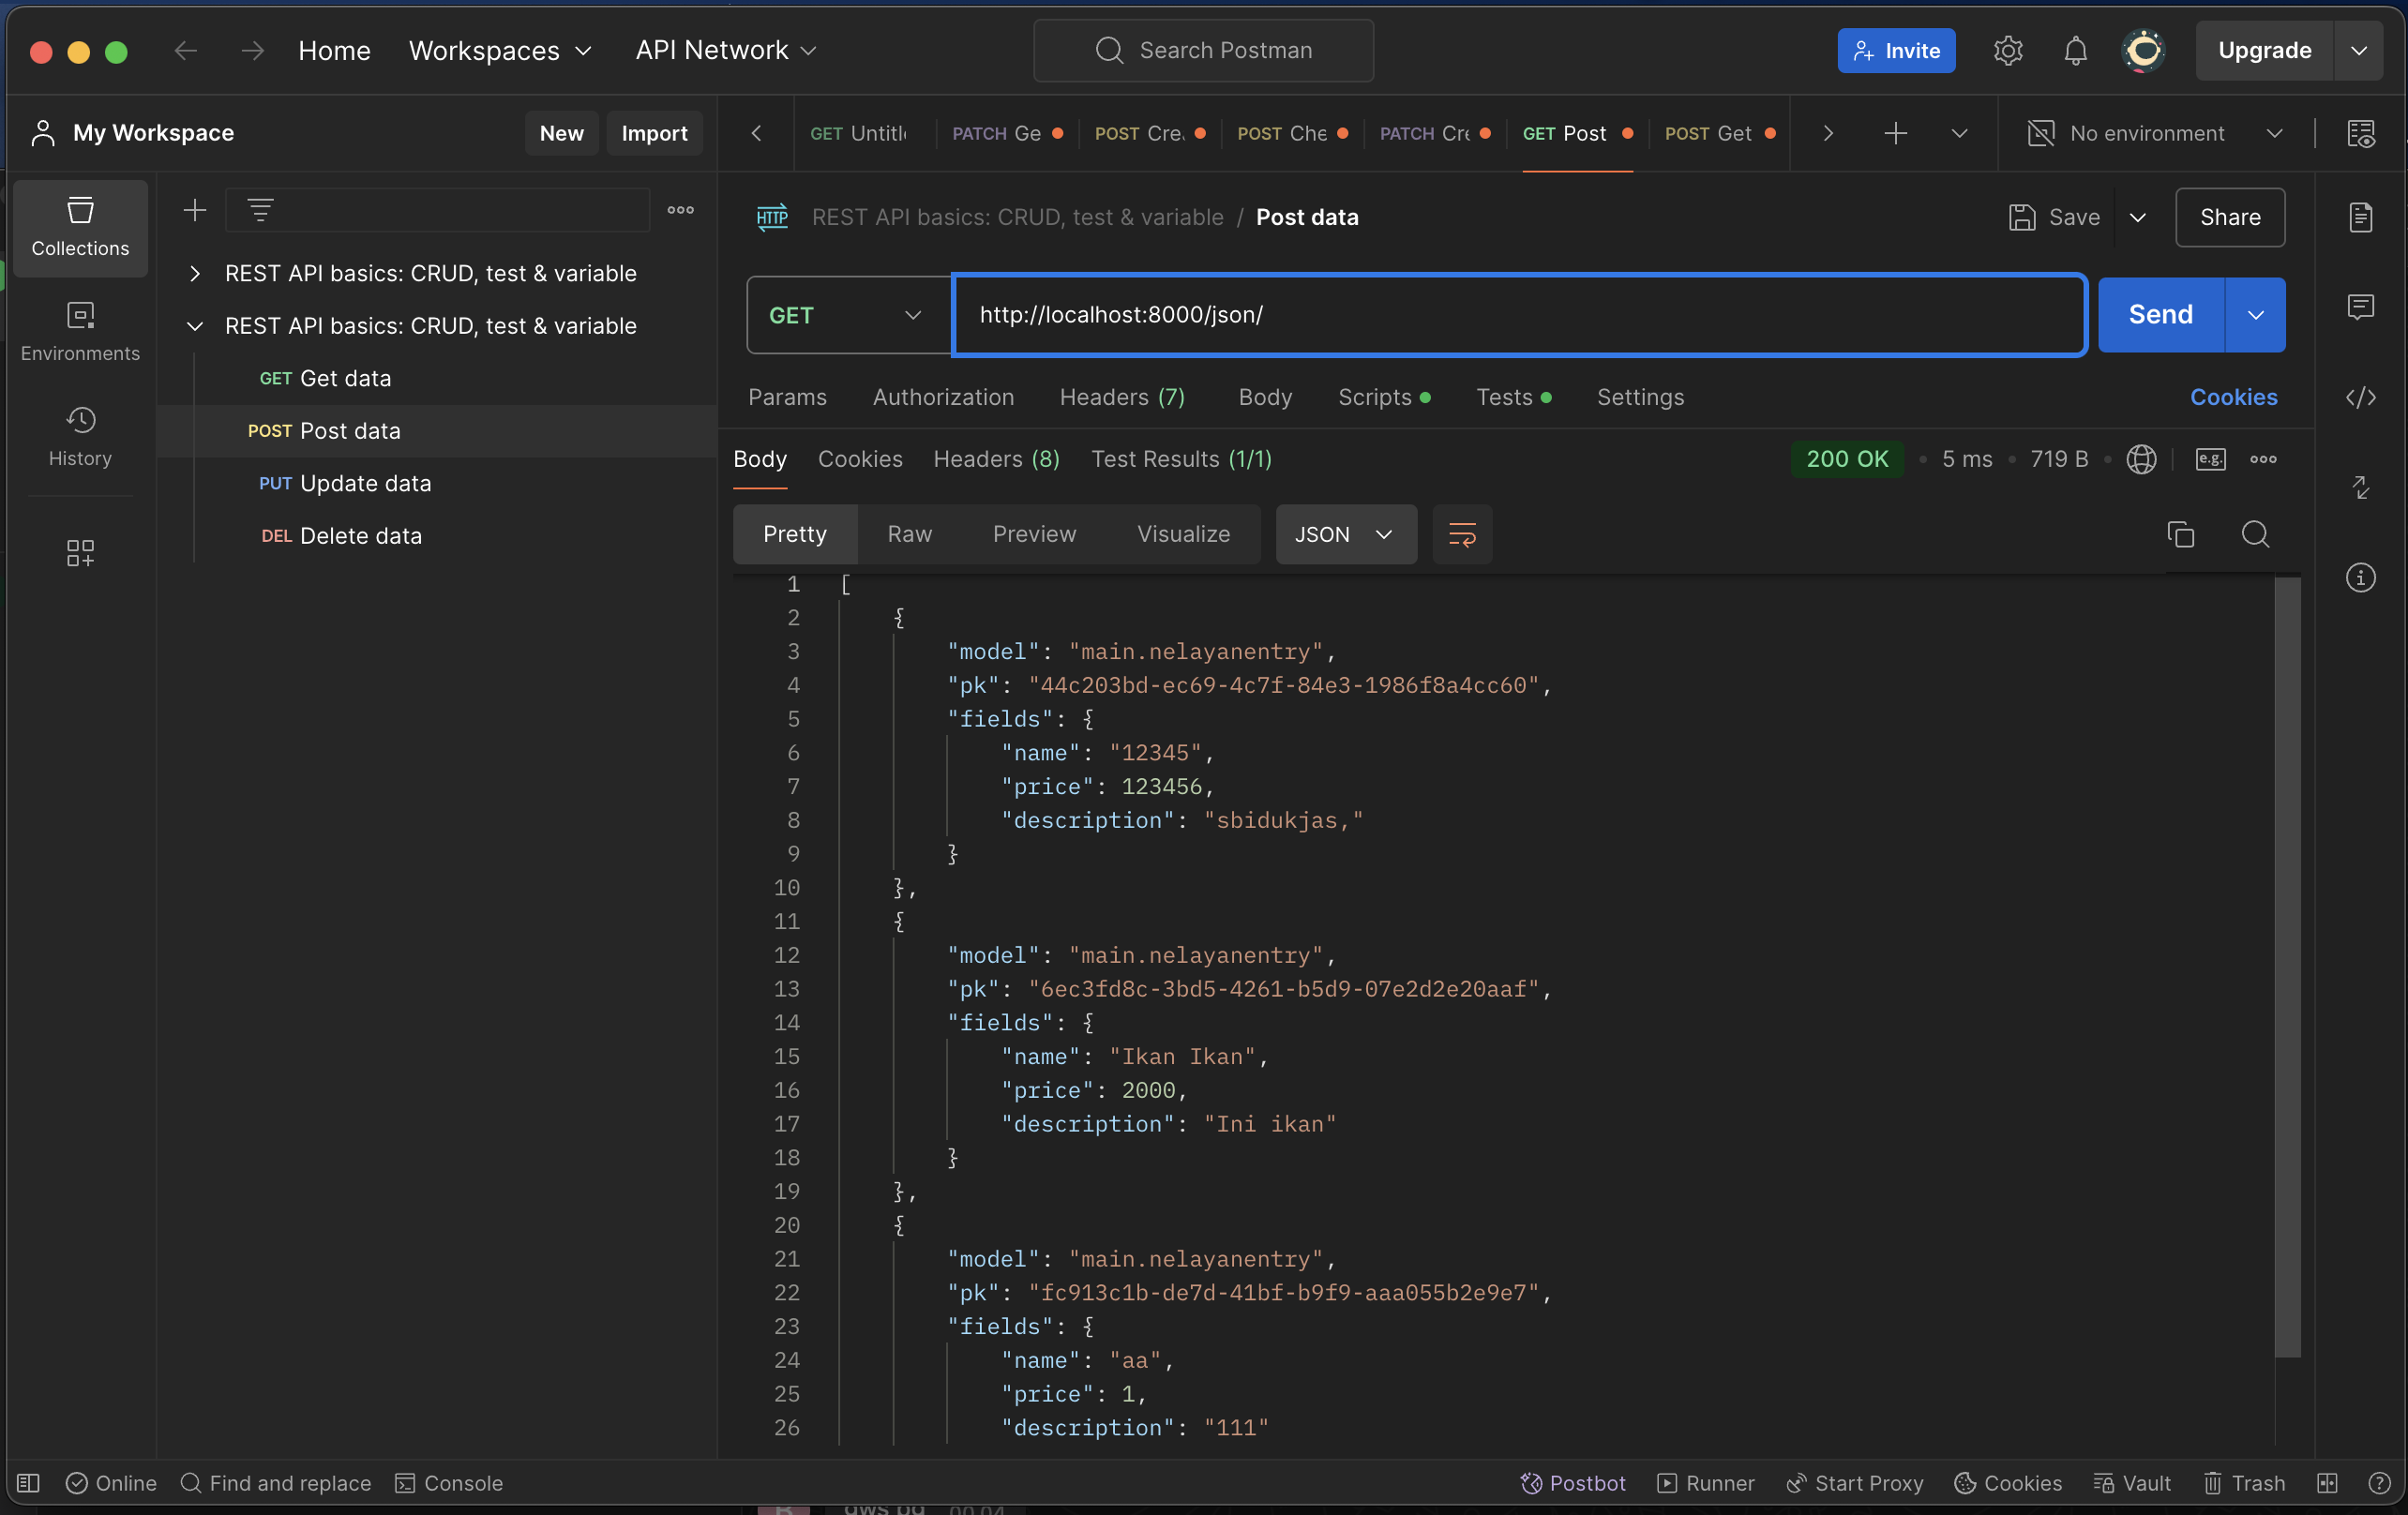 Home Workspaces API Network Search Postman Invite Upgrade
My Workspace New Import GET Untitl PATCH Ge POST Cre POST Che PATCH Cre GET Post POST Get No environment
Collections
Environments
History
REST API basics: CRUD, test & variable
REST API basics: CRUD, test & variable
GET Get data
POST Post data
PUT Update data
DEL Delete data
HTTP REST API basics: CRUD, test & variable / Post data Save Share
GET http://localhost:8000/json/ Send
Params Authorization Headers (7) Body Scripts Tests Settings Cookies
Body Cookies Headers (8) Test Results (1/1) 200 OK 5 ms 719 B e.g.
Pretty Raw Preview Visualize JSON
1 [
2 {
3 "model": "main.nelayanentry",
4 "pk": "44c203bd-ec69-4c7f-84e3-1986f8a4cc60",
5 "fields": {
6 "name": "12345",
7 "price": 123456,
8 "description": "sbidukjas,"
9 }
10 },
11 {
12 "model": "main.nelayanentry",
13 "pk": "6ec3fd8c-3bd5-4261-b5d9-07e2d2e20aaf",
14 "fields": {
15 "name": "Ikan Ikan",
16 "price": 2000,
17 "description": "Ini ikan"
18 }
19 },
20 {
21 "model": "main.nelayanentry",
22 "pk": "fc913c1b-de7d-41bf-b9f9-aaa055b2e9e7",
23 "fields": {
24 "name": "aa",
25 "price": 1,
26 "description": "111"
Online Find and replace Console Postbot Runner Start Proxy Cookies Vault Trash